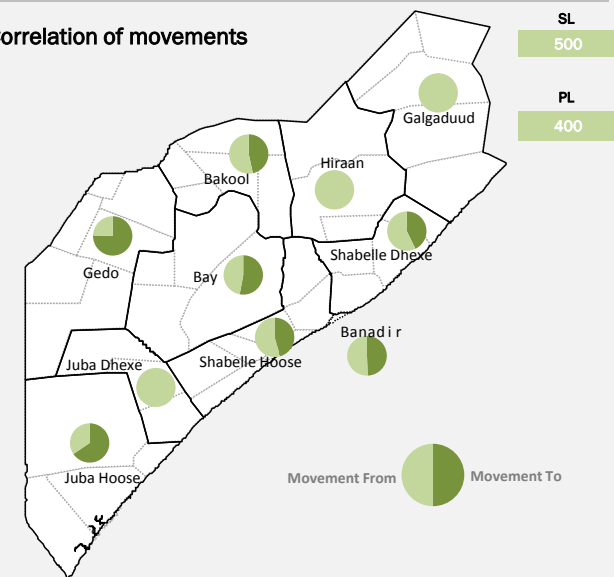 orrelation of movements
SL
500
PL
400
Galgaduud
Hiraan
Bakool
Shabelle Dhexe
Gedo
Bay
Banadir
Shabelle Hoose
Juba Dhexe
Juba Hoose
Movement From
Movement To